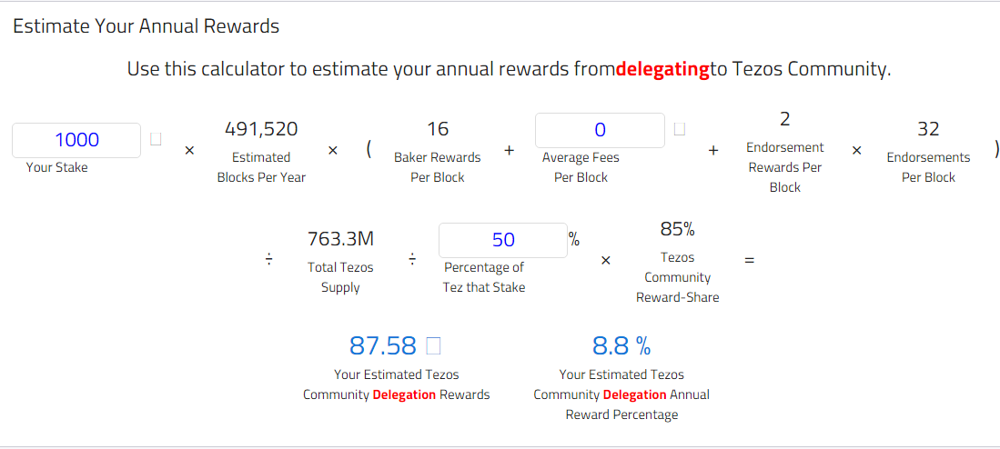 Estimate Your Annual Rewards
Use this calculator to estimate your annual rewards fromdelegatingto Tezos Community.
1000
Your Stake
×
491,520
Estimated
Blocks Per Year
×
(
16
Baker Rewards
Per Block
+
0
Average Fees
Per Block
+
2
Endorsement
Rewards Per
Block
×
32
Endorsements
Per Block
)
÷
763.3M
Total Tezos
Supply
÷
50 %
Percentage of
Tez that Stake
×
85%
Tezos
Community
Reward-Share
=
87.58
Your Estimated Tezos
Community Delegation Rewards
8.8 %
Your Estimated Tezos
Community Delegation Annual
Reward Percentage